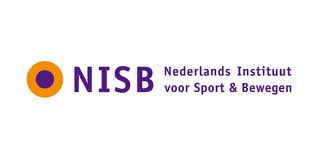 NISB Nederlands Instituut
voor Sport & Bewegen